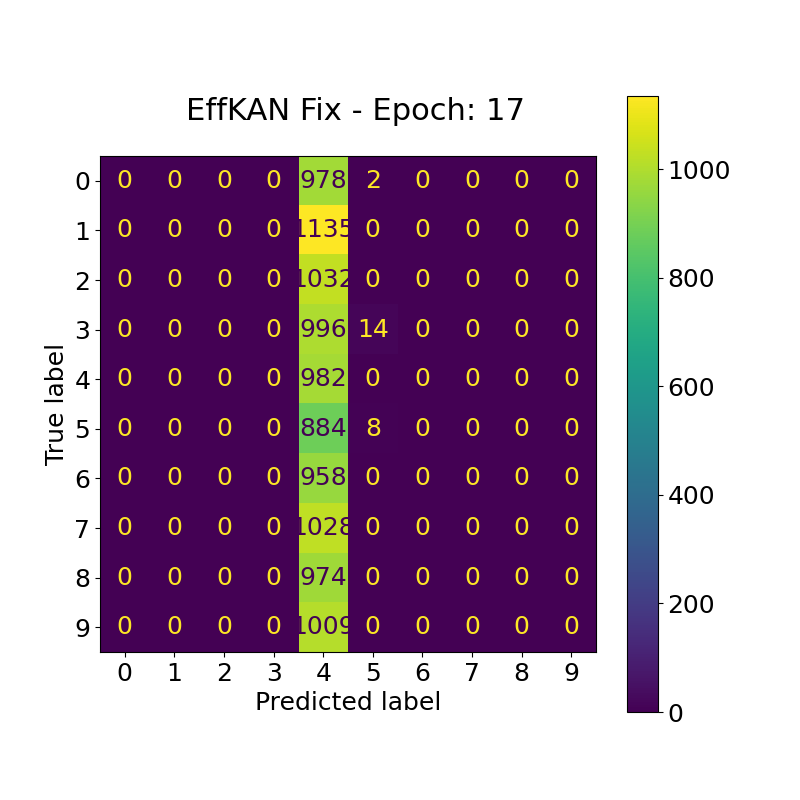 EffKAN Fix - Epoch: 17
0 0 0 0 0 978 2 0 0 0 0
1 0 0 0 0 1135 0 0 0 0 0
2 0 0 0 0 1032 0 0 0 0 0
3 0 0 0 0 996 14 0 0 0 0
4 0 0 0 0 982 0 0 0 0 0
5 0 0 0 0 884 8 0 0 0 0
6 0 0 0 0 958 0 0 0 0 0
7 0 0 0 0 1028 0 0 0 0 0
8 0 0 0 0 974 0 0 0 0 0
9 0 0 0 0 1009 0 0 0 0 0
0 1 2 3 4 5 6 7 8 9
Predicted label
True label
1000
800
600
400
200
0